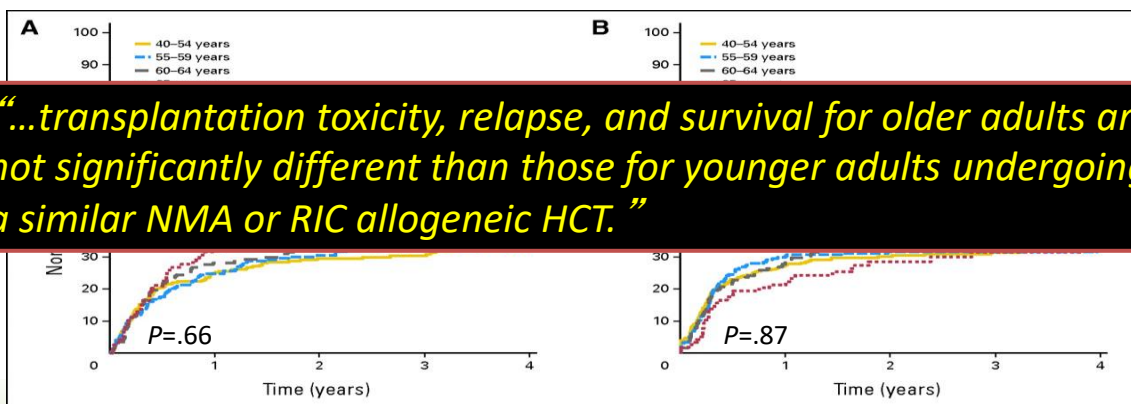 A
100
90
40–54 years
55–59 years
60–64 years
B
100
90
40–54 years
55–59 years
60–64 years
“…transplantation toxicity, relapse, and survival for older adults
not significantly different than those for younger adults undergoing
a similar NMA or RIC allogeneic HCT. ”
30
20
10
0
P=.66
1
2
3
4
Time (years)
30
20
10
0
P=.87
1
2
3
4
Time (years)